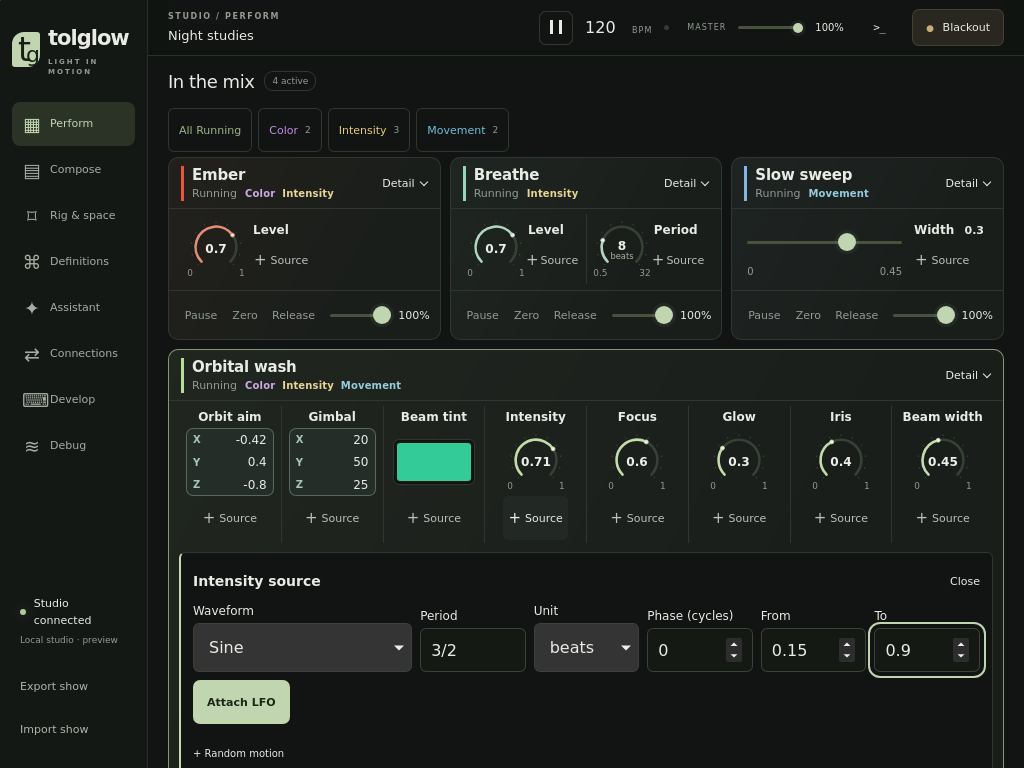 tg tolglow
LIGHT IN
MOTION
Perform
Compose
Rig & space
Definitions
Assistant
Connections
Develop
Debug
Studio
connected
Local studio · preview
Export show
Import show
STUDIO / PERFORM
Night studies
120 BPM MASTER 100% >_ Blackout
In the mix 4 active
All Running Color 2 Intensity 3 Movement 2
Ember
Running Color Intensity
Detail
0.7
0 1
Level
+ Source
Pause Zero Release 100%
Breathe
Running Intensity
Detail
0.7
0 1
Level
+ Source
8
beats
0.5 32
Period
+ Source
Pause Zero Release 100%
Slow sweep
Running Movement
Detail
0 0.45
Width 0.3
+ Source
Pause Zero Release 100%
Orbital wash
Running Color Intensity Movement
Detail
Orbit aim
X -0.42
Y 0.4
Z -0.8
+ Source
Gimbal
X 20
Y 50
Z 25
+ Source
Beam tint
+ Source
Intensity
0.71
0 1
+ Source
Focus
0.6
0 1
+ Source
Glow
0.3
0 1
+ Source
Iris
0.4
0 1
+ Source
Beam width
0.45
0 1
+ Source
Intensity source
Close
Waveform
Sine
Period
3/2
Unit
beats
Phase (cycles)
0
From
0.15
To
0.9
Attach LFO
+ Random motion